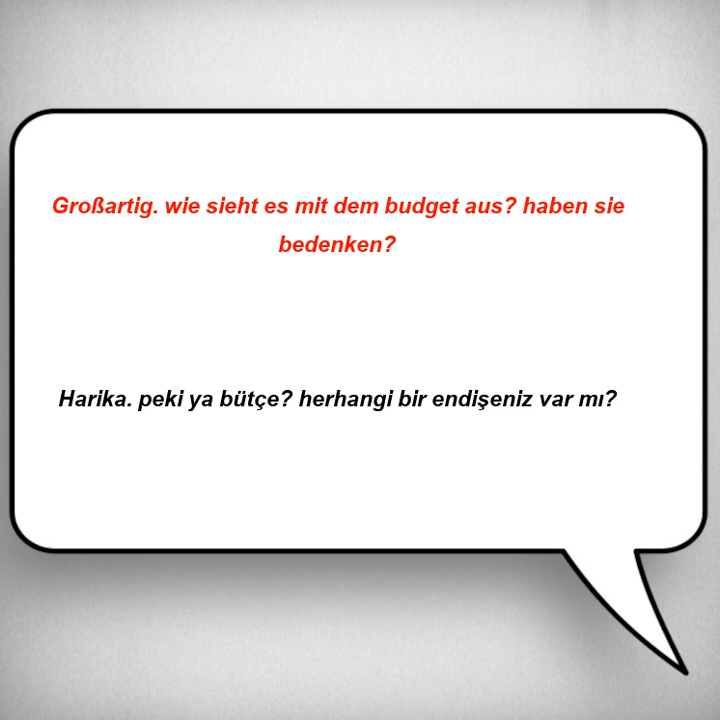 Großartig. wie sieht es mit dem budget aus? haben sie
bedenken?
Harika. peki ya bütçe? herhangi bir endişeniz var mı?